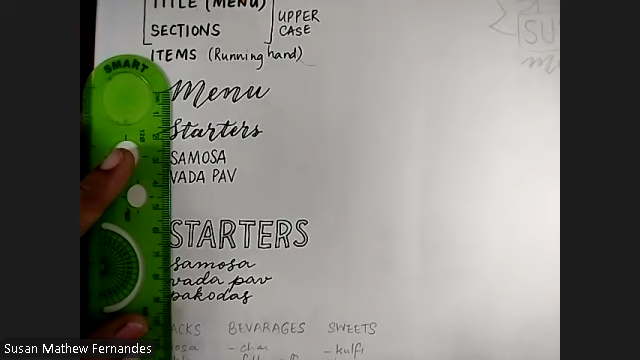 TITLE (MENU)
SECTIONS
UPPER
CASE
ITEMS (Running hand)
SMART
Menu
Starters
SAMOSA
VADA PAV
STARTERS
samosa
vada pav
pakodas
BEVARAGES SWEETS
- chai - kulfi
SU
Susan Mathew Fernandes